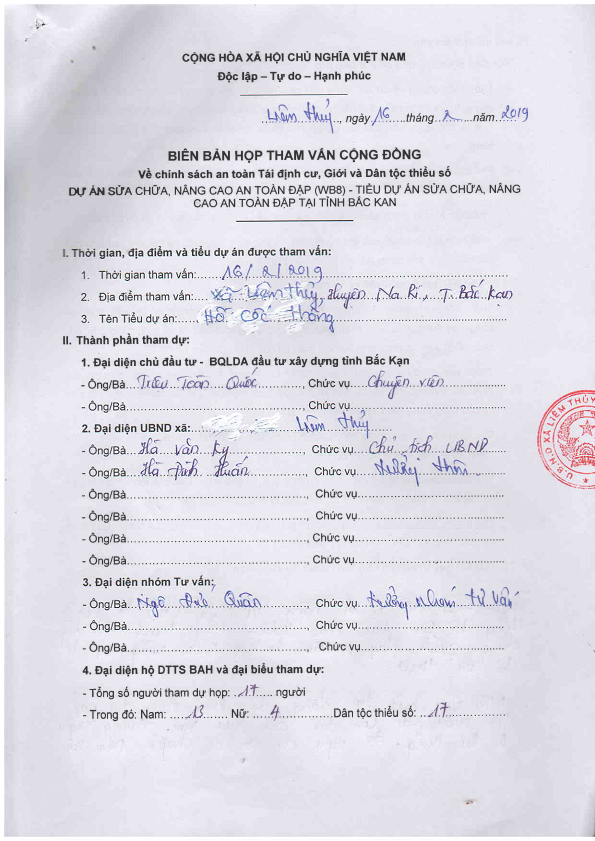 CỘNG HÒA XÃ HỘI CHỦ NGHĨA VIỆT NAM
Độc lập – Tự do – Hạnh phúc
Liêm Thủy, ngày 16 tháng 2 năm 2019
BIÊN BẢN HỌP THAM VẤN CỘNG ĐỒNG
Về chính sách an toàn Tái định cư, Giới và Dân tộc thiểu số
DỰ ÁN SỬA CHỮA, NÂNG CAO AN TOÀN ĐẬP (WB8) - TIỂU DỰ ÁN SỬA CHỮA, NÂNG
CAO AN TOÀN ĐẬP TẠI TỈNH BẮC KẠN
I. Thời gian, địa điểm và tiểu dự án được tham vấn:
1. Thời gian tham vấn: 16/2/2019
2. Địa điểm tham vấn: Xã Liêm Thủy, Huyện Na Rì, T. Bắc Kạn
3. Tên Tiểu dự án: Hồ Cốc Thông
II. Thành phần tham dự:
1. Đại diện chủ đầu tư - BQLDA đầu tư xây dựng tỉnh Bắc Kạn
- Ông/Bà Triệu Toàn Quốc, Chức vụ Chuyên viên
- Ông/Bà, Chức vụ
2. Đại diện UBND xã: Liêm Thủy
- Ông/Bà Hà Văn Kỳ Chức vụ Chủ tịch UBND
- Ông/Bà Hà Đình Huấn Chức vụ Trưởng thôn
- Ông/Bà, Chức vụ
- Ông/Bà, Chức vụ
- Ông/Bà, Chức vụ
- Ông/Bà, Chức vụ
3. Đại diện nhóm Tư vấn:
- Ông/Bà Ngô Quân, Chức vụ Trưởng nhóm tư vấn
- Ông/Bà, Chức vụ
- Ông/Bà, Chức vụ
4. Đại diện hộ DTTS BAH và đại biểu tham dự:
- Tổng số người tham dự họp: 17 người
- Trong đó: Nam: 13 Nữ: 4 Dân tộc thiểu số: 17
U.B.N.D XÃ LIÊM THỦY